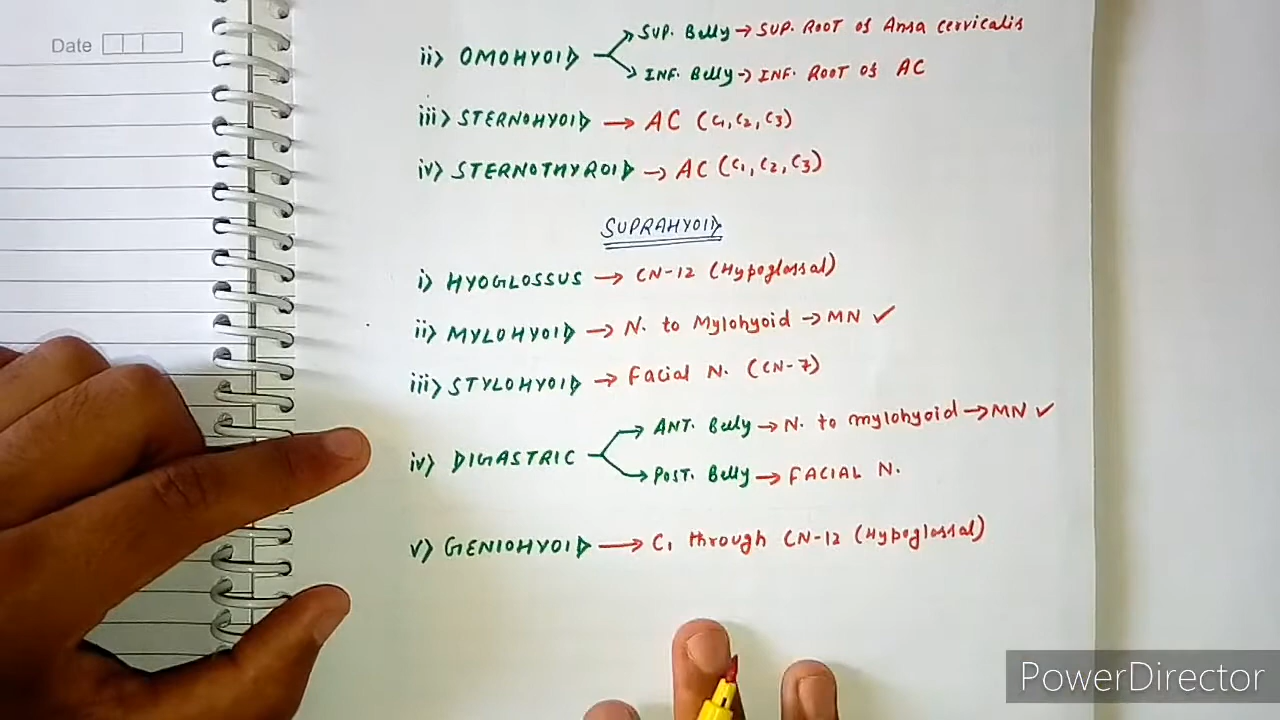 Date
ii> OMOHYOID
SUP. Belly → SUP. ROOT of Ansa cervicalis
INF. Belly → INF. ROOT of AC
iii> STERNOHYOID → AC (C1, C2, C3)
iv> STERNOTHYROID → AC (C1, C2, C3)
SUPRAHYOID
i> HYOGLOSSUS → CN-12 (Hypoglossal)
ii> MYLOHYOID → N. to Mylohyoid → MN ✓
iii> STYLOHYOID → Facial N. (CN-7)
iv> DIGASTRIC
ANT. Belly → N. to mylohyoid → MN ✓
POST. Belly → FACIAL N.
v> GENIOHYOID → C1 through CN-12 (Hypoglossal)
PowerDirector